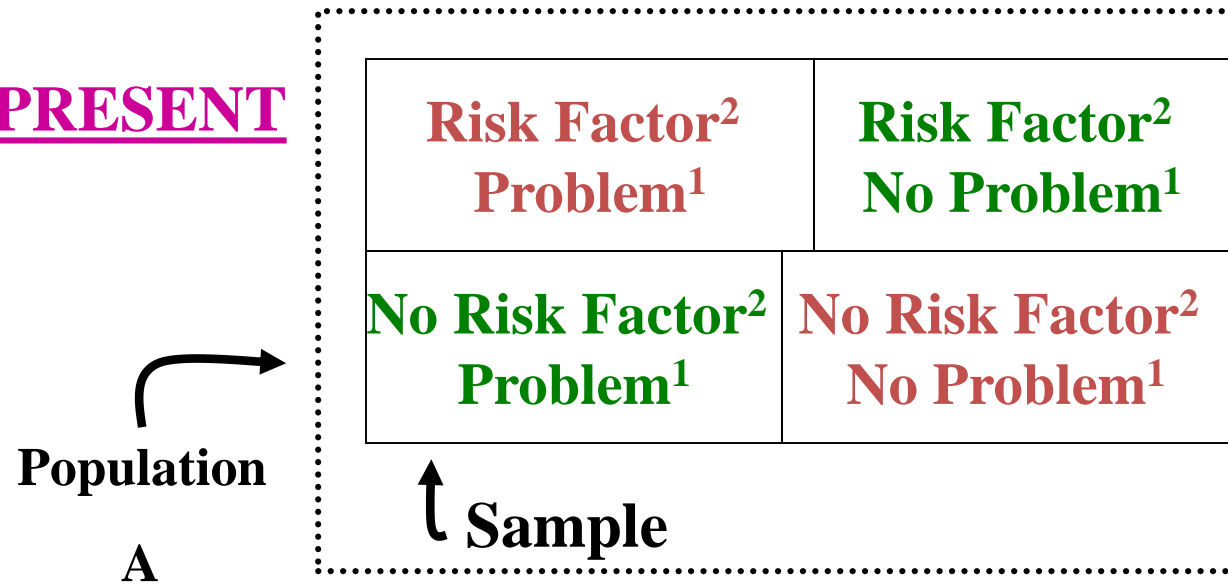 PRESENT
Risk Factor²
Problem¹
Risk Factor²
No Problem¹
No Risk Factor²
Problem¹
No Risk Factor²
No Problem¹
Population
A
Sample